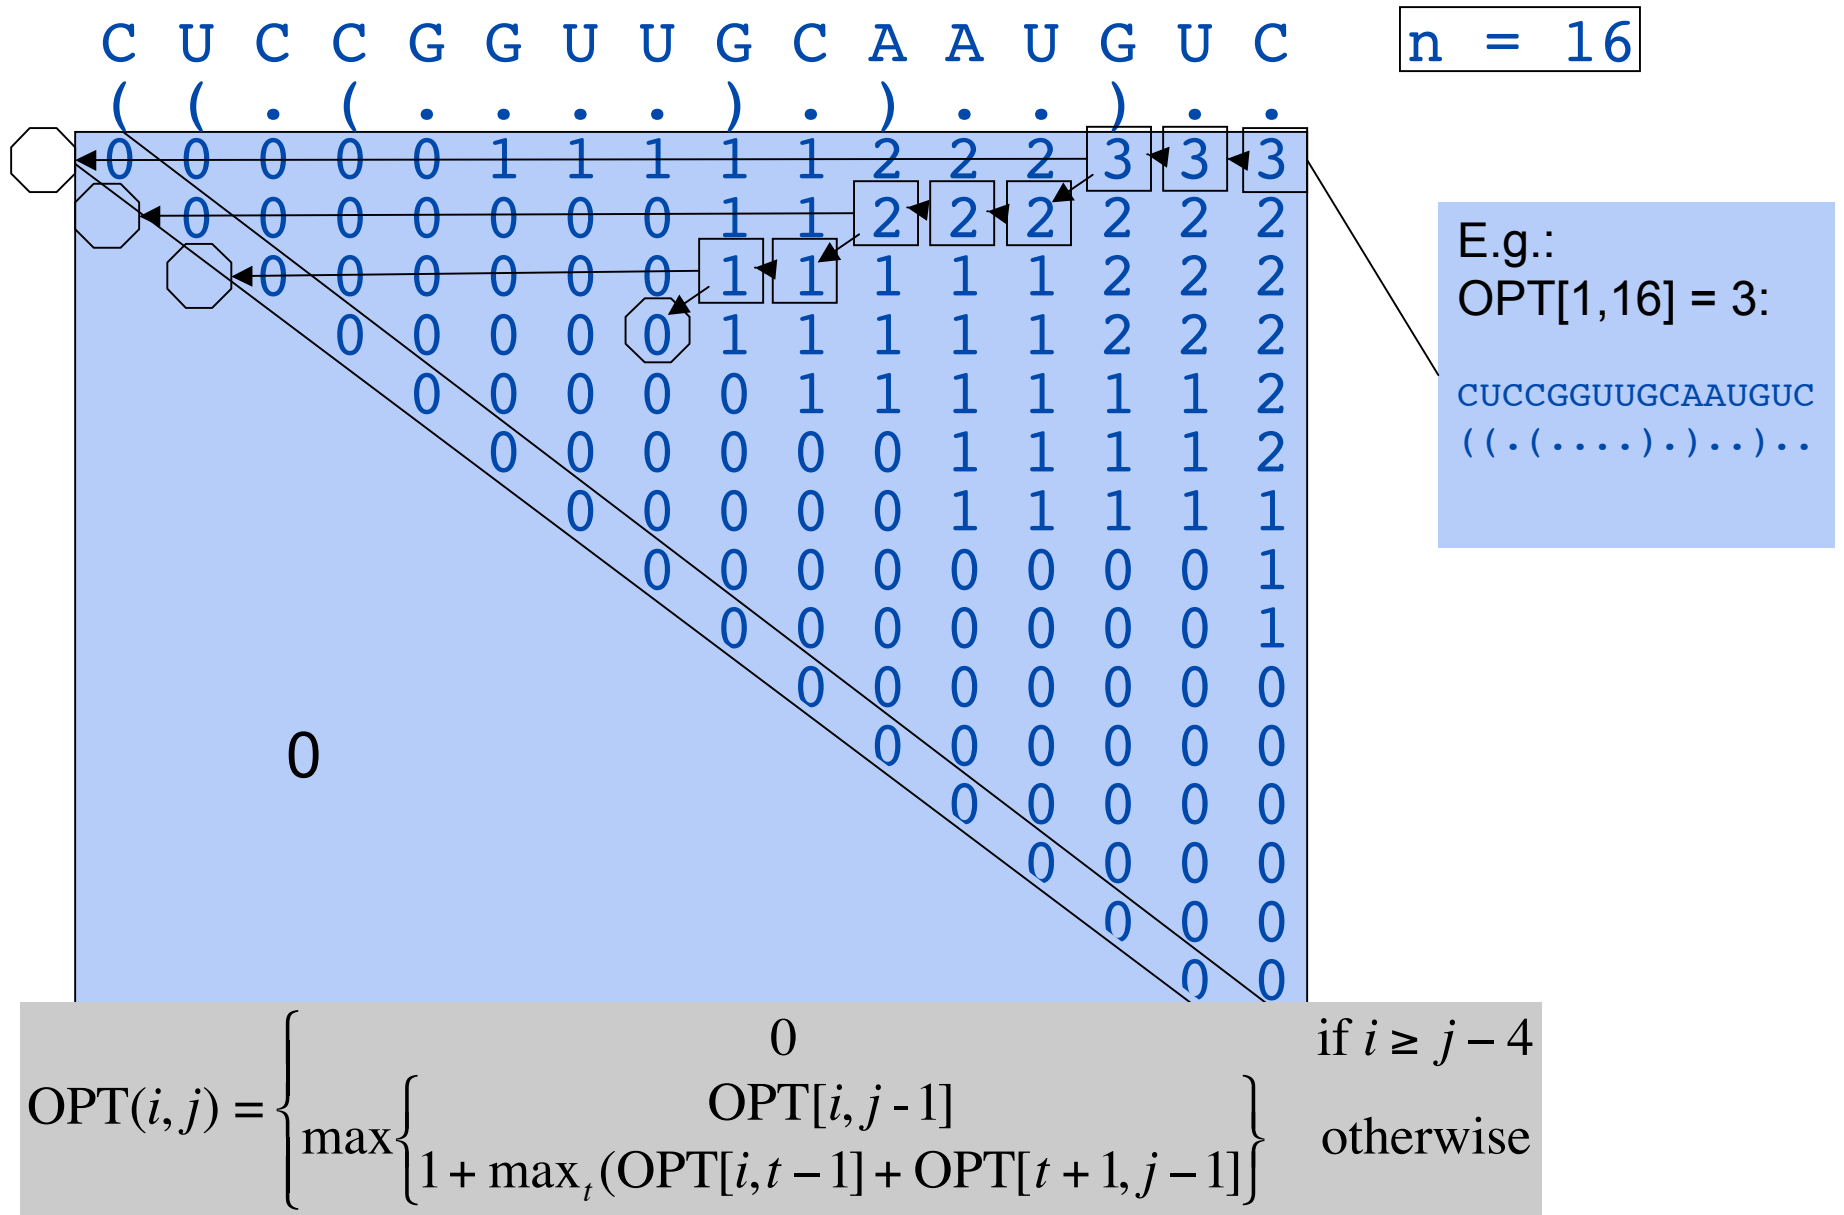 C U C C G G U U G C A A U G U C
n = 16
( ( . ( . . . . ) . ) . . ) . .
0 0 0 0 0 1 1 1 1 1 2 2 2 3 3 3
0 0 0 0 0 0 0 1 1 2 2 2 2 2 2
0 0 0 0 0 0 1 1 1 1 1 2 2 2
0 0 0 0 0 1 1 1 1 1 2 2 2
0 0 0 0 0 1 1 1 1 1 1 2
0 0 0 0 0 0 1 1 1 1 2
0 0 0 0 0 1 1 1 1 1
0 0 0 0 0 0 0 0 1
0 0 0 0 0 0 0 1
0 0 0 0 0 0 0
0 0 0 0 0 0
0 0 0 0 0
0 0 0 0
0 0 0
0 0
0
E.g.:
OPT[1,16] = 3:
CUCCGGUUGCAAUGUC
((.(....).)..)..
OPT(i, j) = { 0 if i ≥ j − 4
max { OPT[i, j - 1]
1 + max_t (OPT[i, t − 1] + OPT[t + 1, j − 1] } otherwise